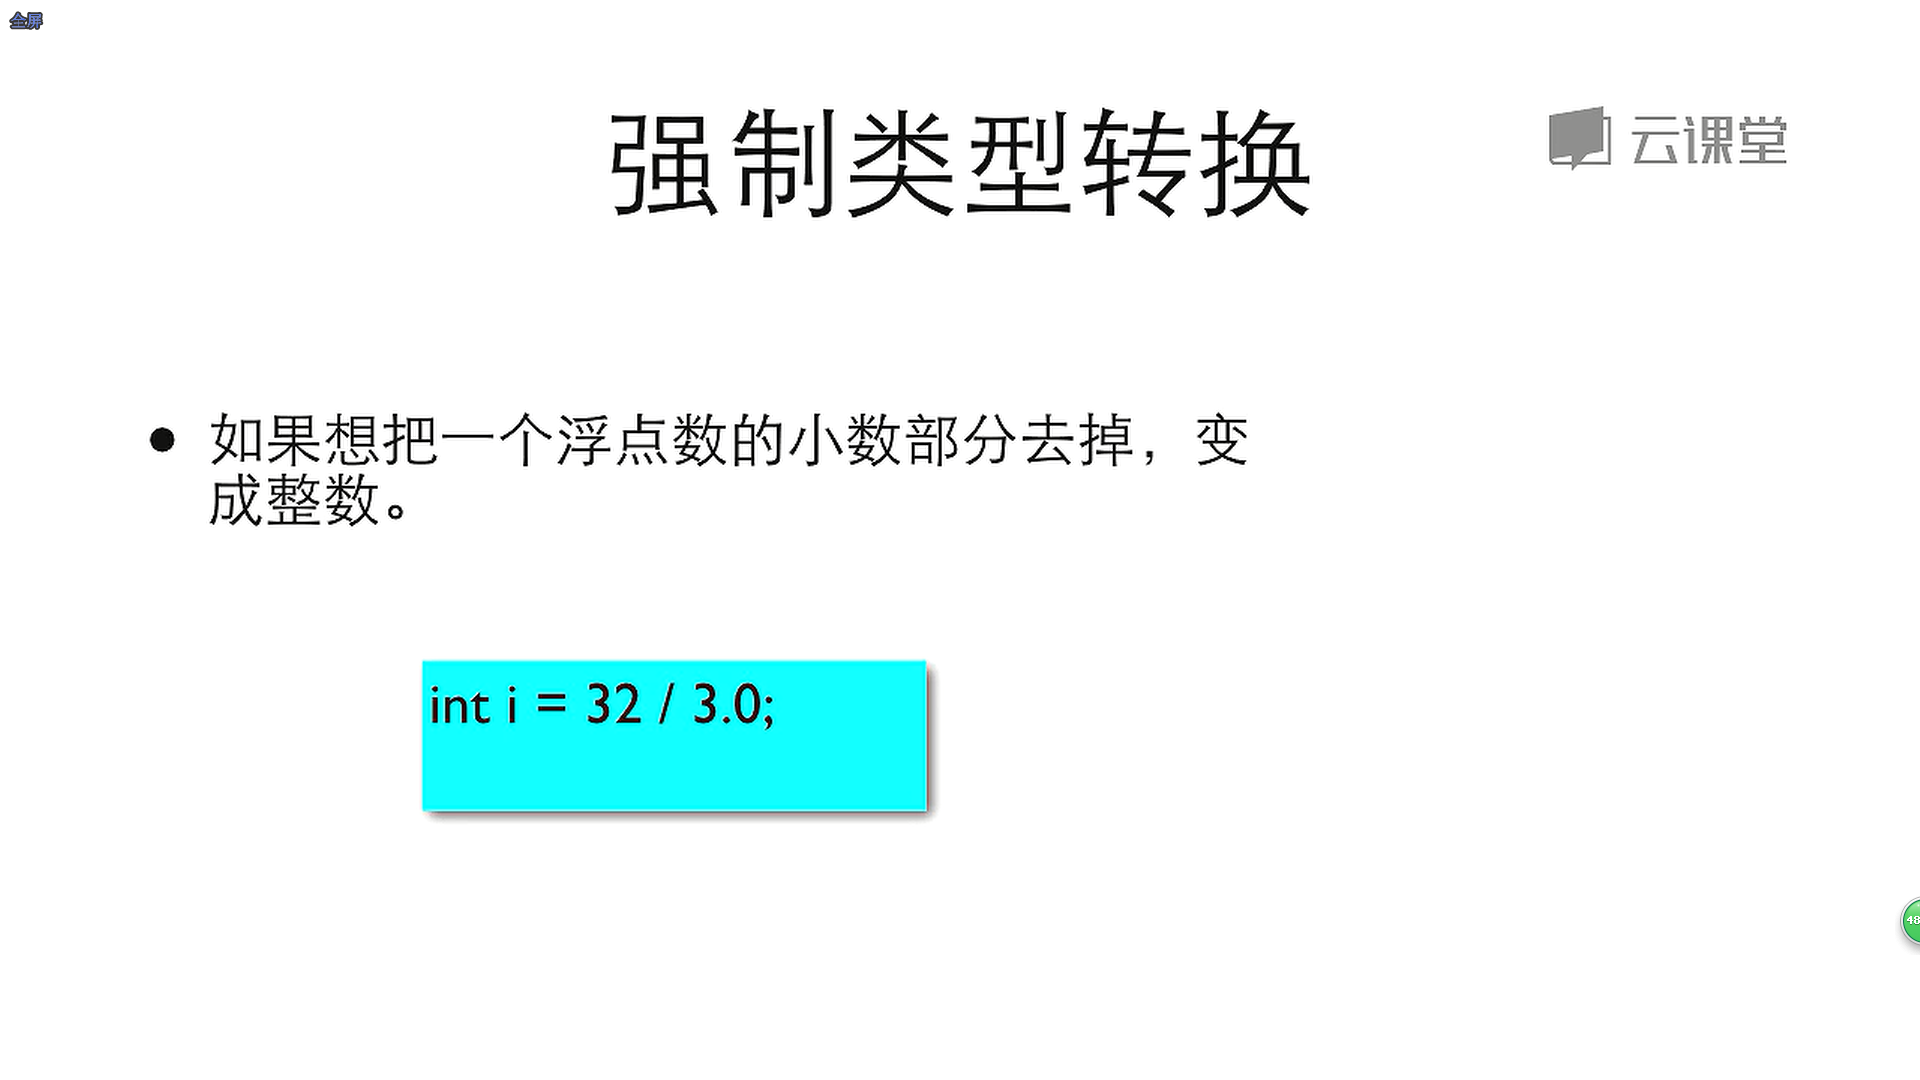 全屏
强制类型转换
云课堂
如果想把一个浮点数的小数部分去掉，变
成整数。
int i = 32 / 3.0;
48